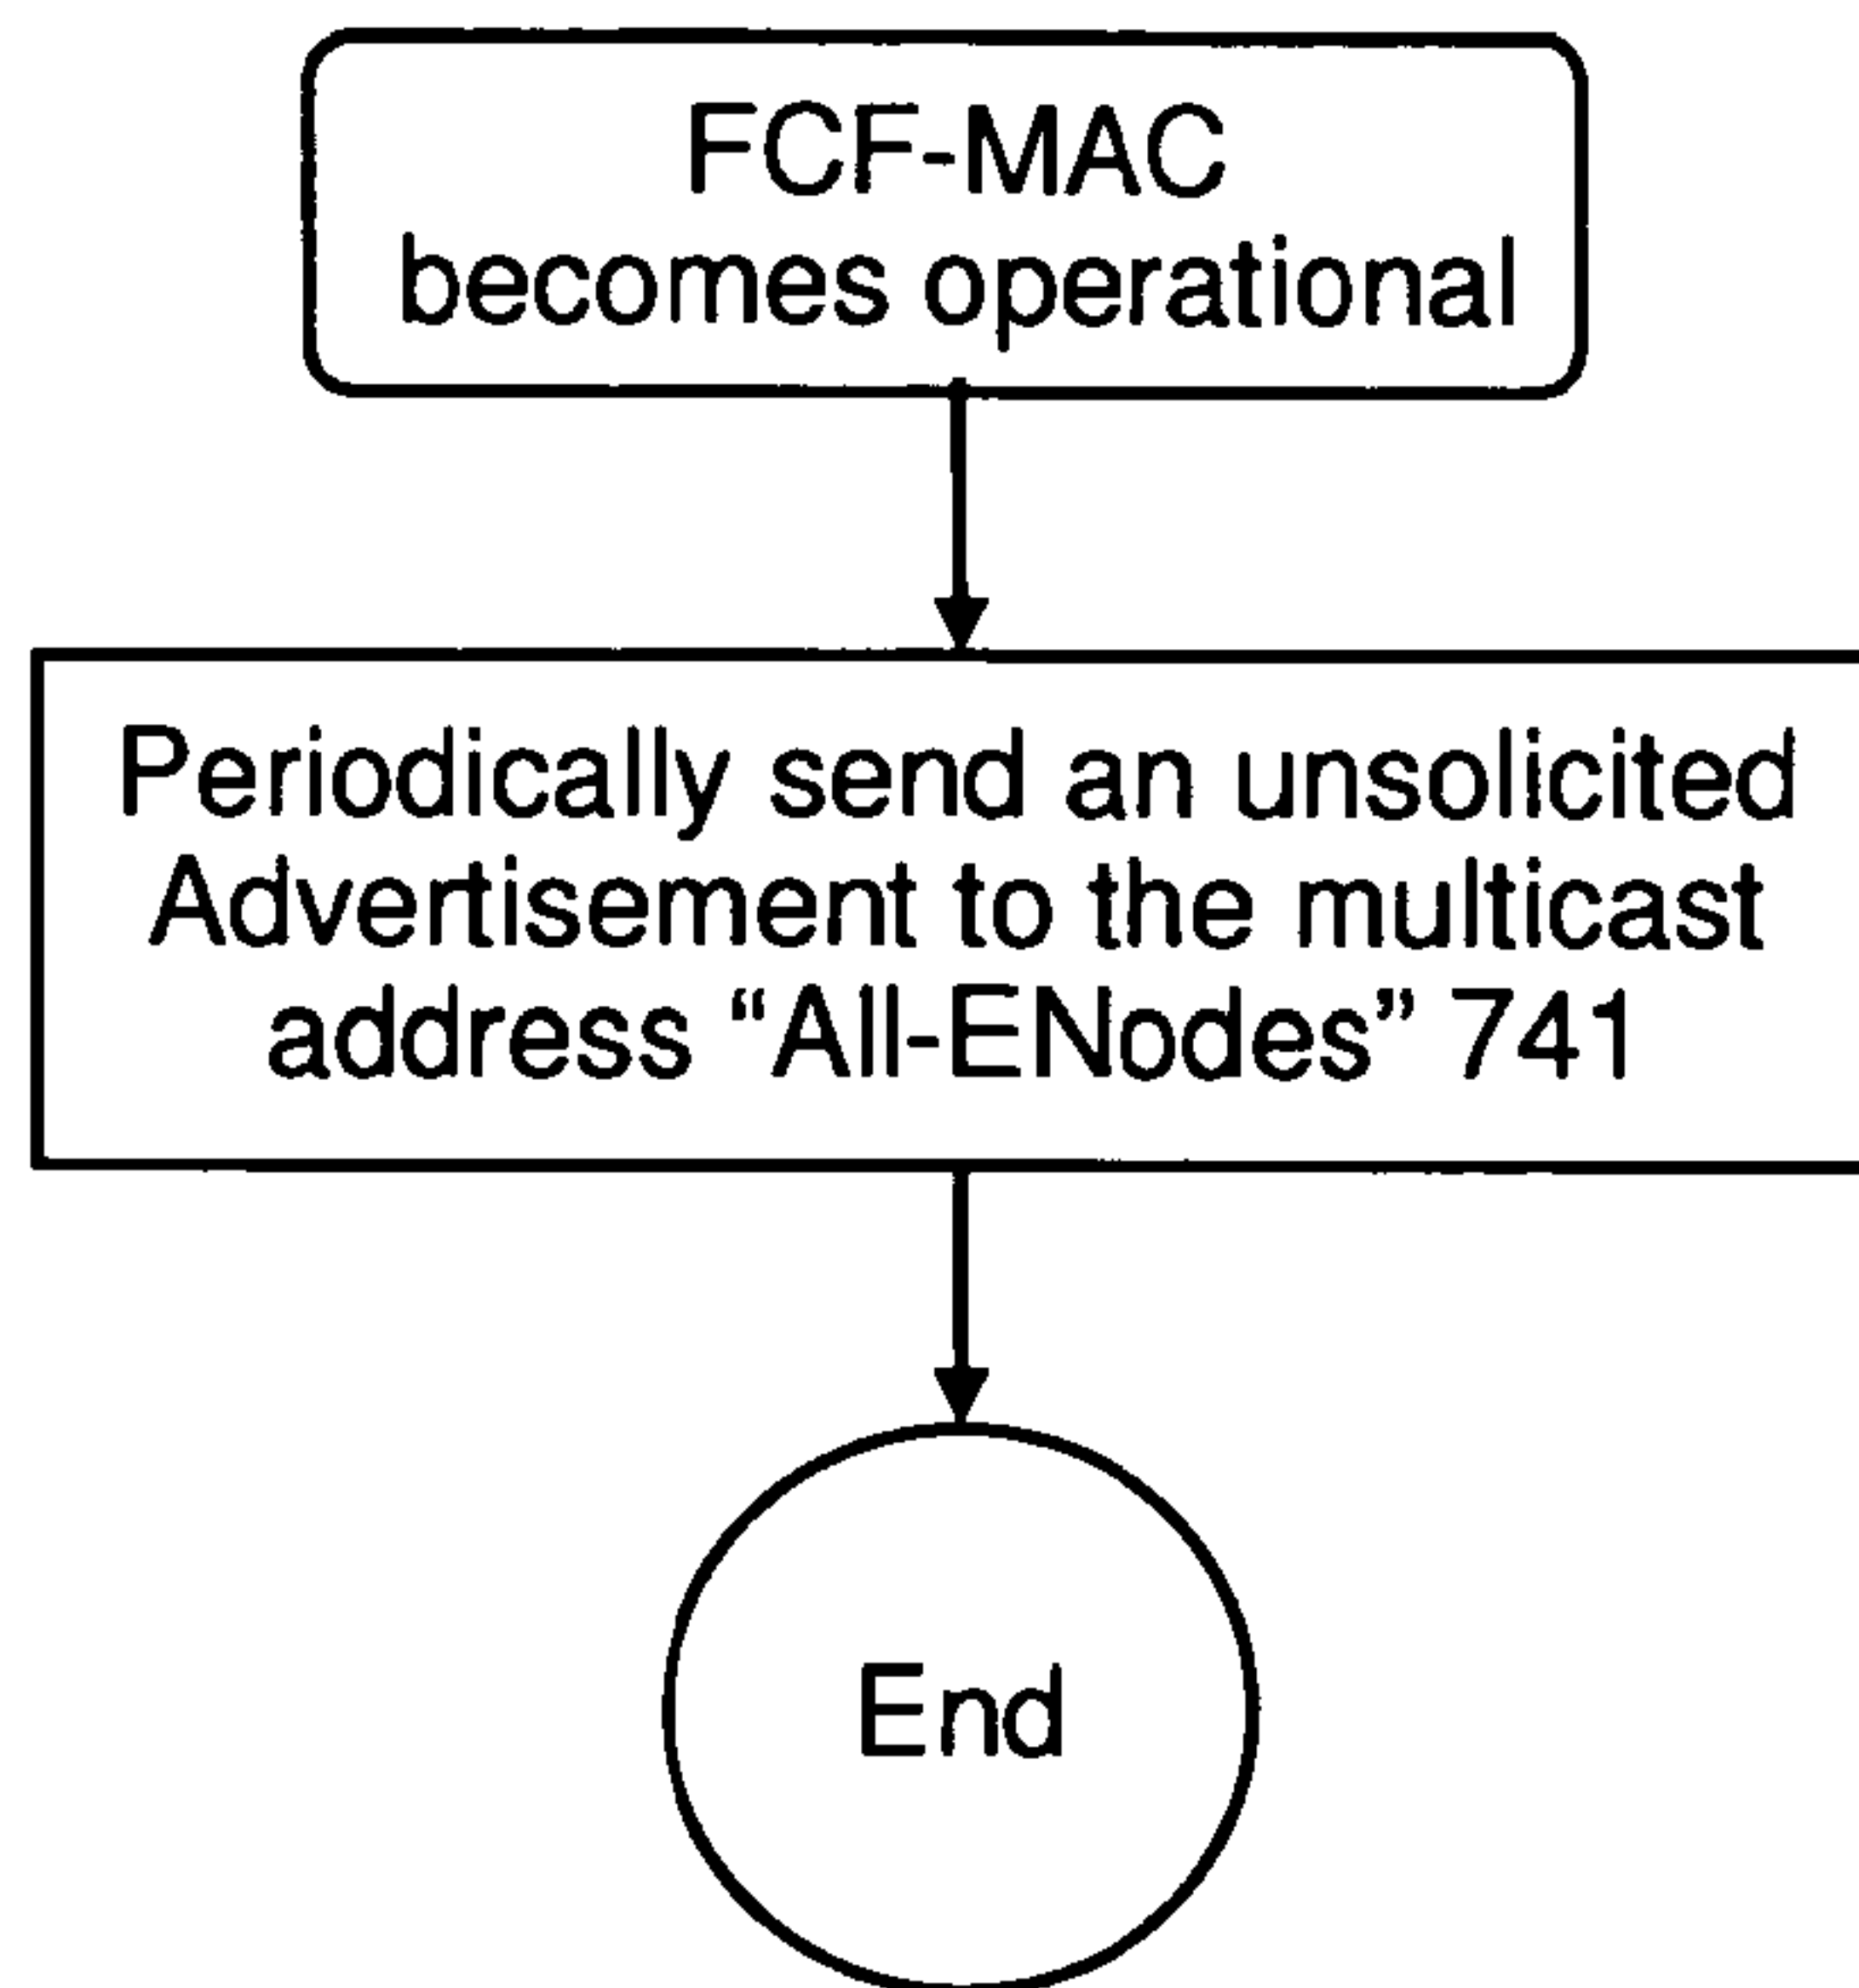 FCF-MAC
becomes operational
Periodically send an unsolicited
Advertisement to the multicast
address “All-ENodes” 741
End